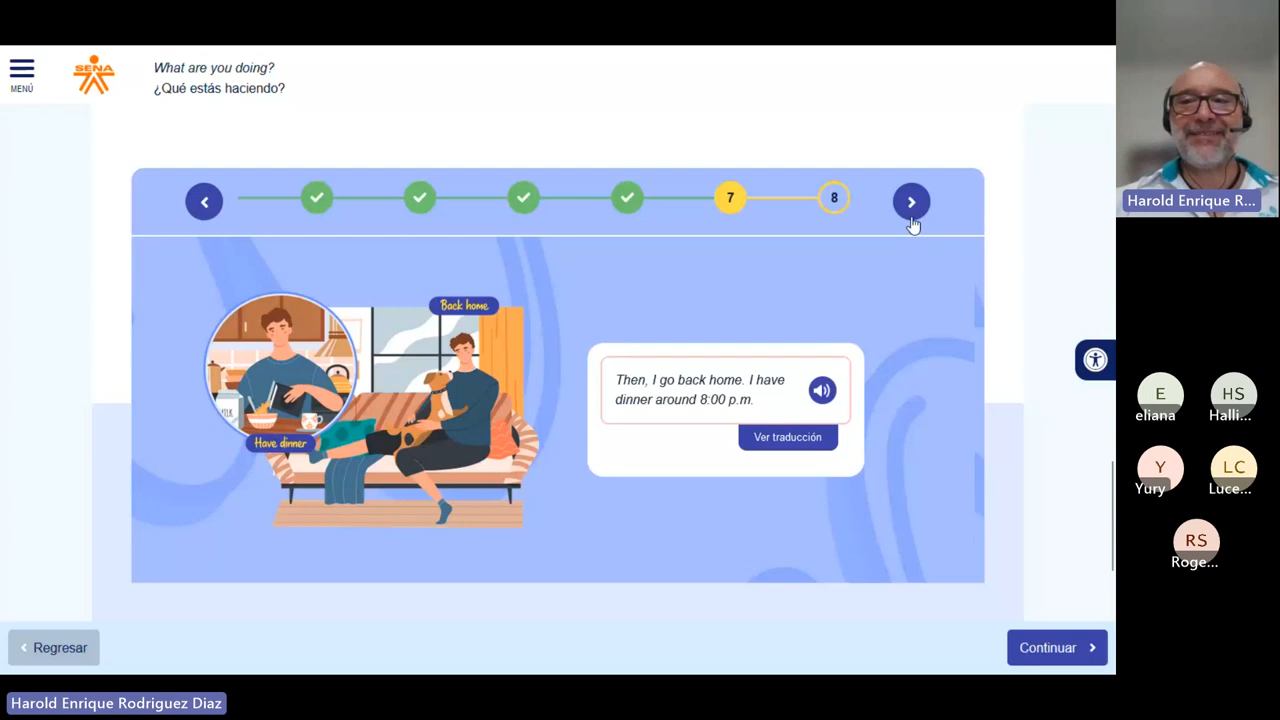 MENÚ
SENA
What are you doing?
¿Qué estás haciendo?
7
8
Back home
Have dinner
MILK
Then, I go back home. I have
dinner around 8:00 p.m.
Ver traducción
Regresar
Continuar
Harold Enrique R...
E
eliana
HS
Halli...
Y
Yury
LC
Luce...
RS
Roge...
Harold Enrique Rodriguez Diaz